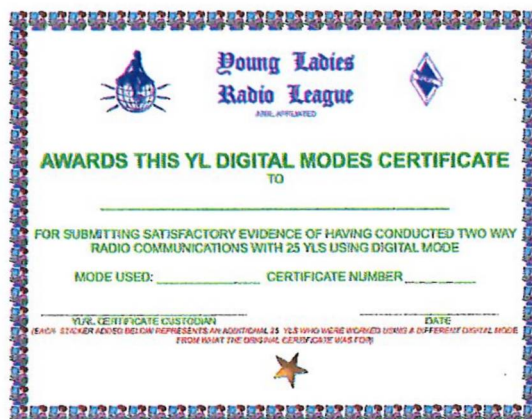 Young Ladies
Radio League
ARRL AFFILIATED
AWARDS THIS YL DIGITAL MODES CERTIFICATE
TO
FOR SUBMITTING SATISFACTORY EVIDENCE OF HAVING CONDUCTED TWO WAY
RADIO COMMUNICATIONS WITH 25 YLS USING DIGITAL MODE
MODE USED: CERTIFICATE NUMBER
YLRL CERTIFICATE CUSTODIAN DATE
(EACH STICKER ADDED BELOW REPRESENTS AN ADDITIONAL 25 YLS WHO WERE WORKED USING A DIFFERENT DIGITAL MODE
FROM WHAT THE ORIGINAL CERTIFICATE WAS FOR)